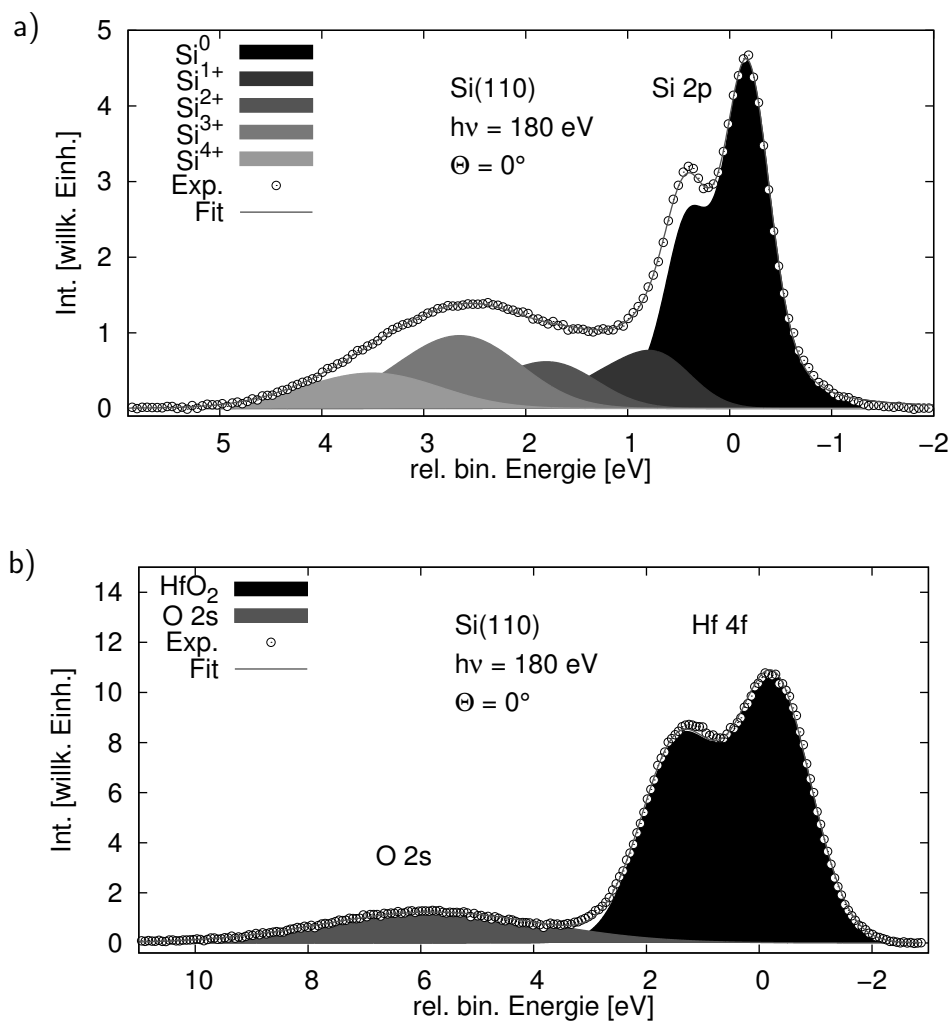 a)
Int. [willk. Einh.]
5
4
3
2
1
0
Si⁰
Si¹⁺
Si²⁺
Si³⁺
Si⁴⁺
Exp.
Fit
Si(110)
hν = 180 eV
Θ = 0°
Si 2p
5 4 3 2 1 0 −1 −2
rel. bin. Energie [eV]
b)
Int. [willk. Einh.]
14
12
10
8
6
4
2
0
HfO₂
O 2s
Exp.
Fit
Si(110)
hν = 180 eV
Θ = 0°
Hf 4f
O 2s
10 8 6 4 2 0 −2
rel. bin. Energie [eV]